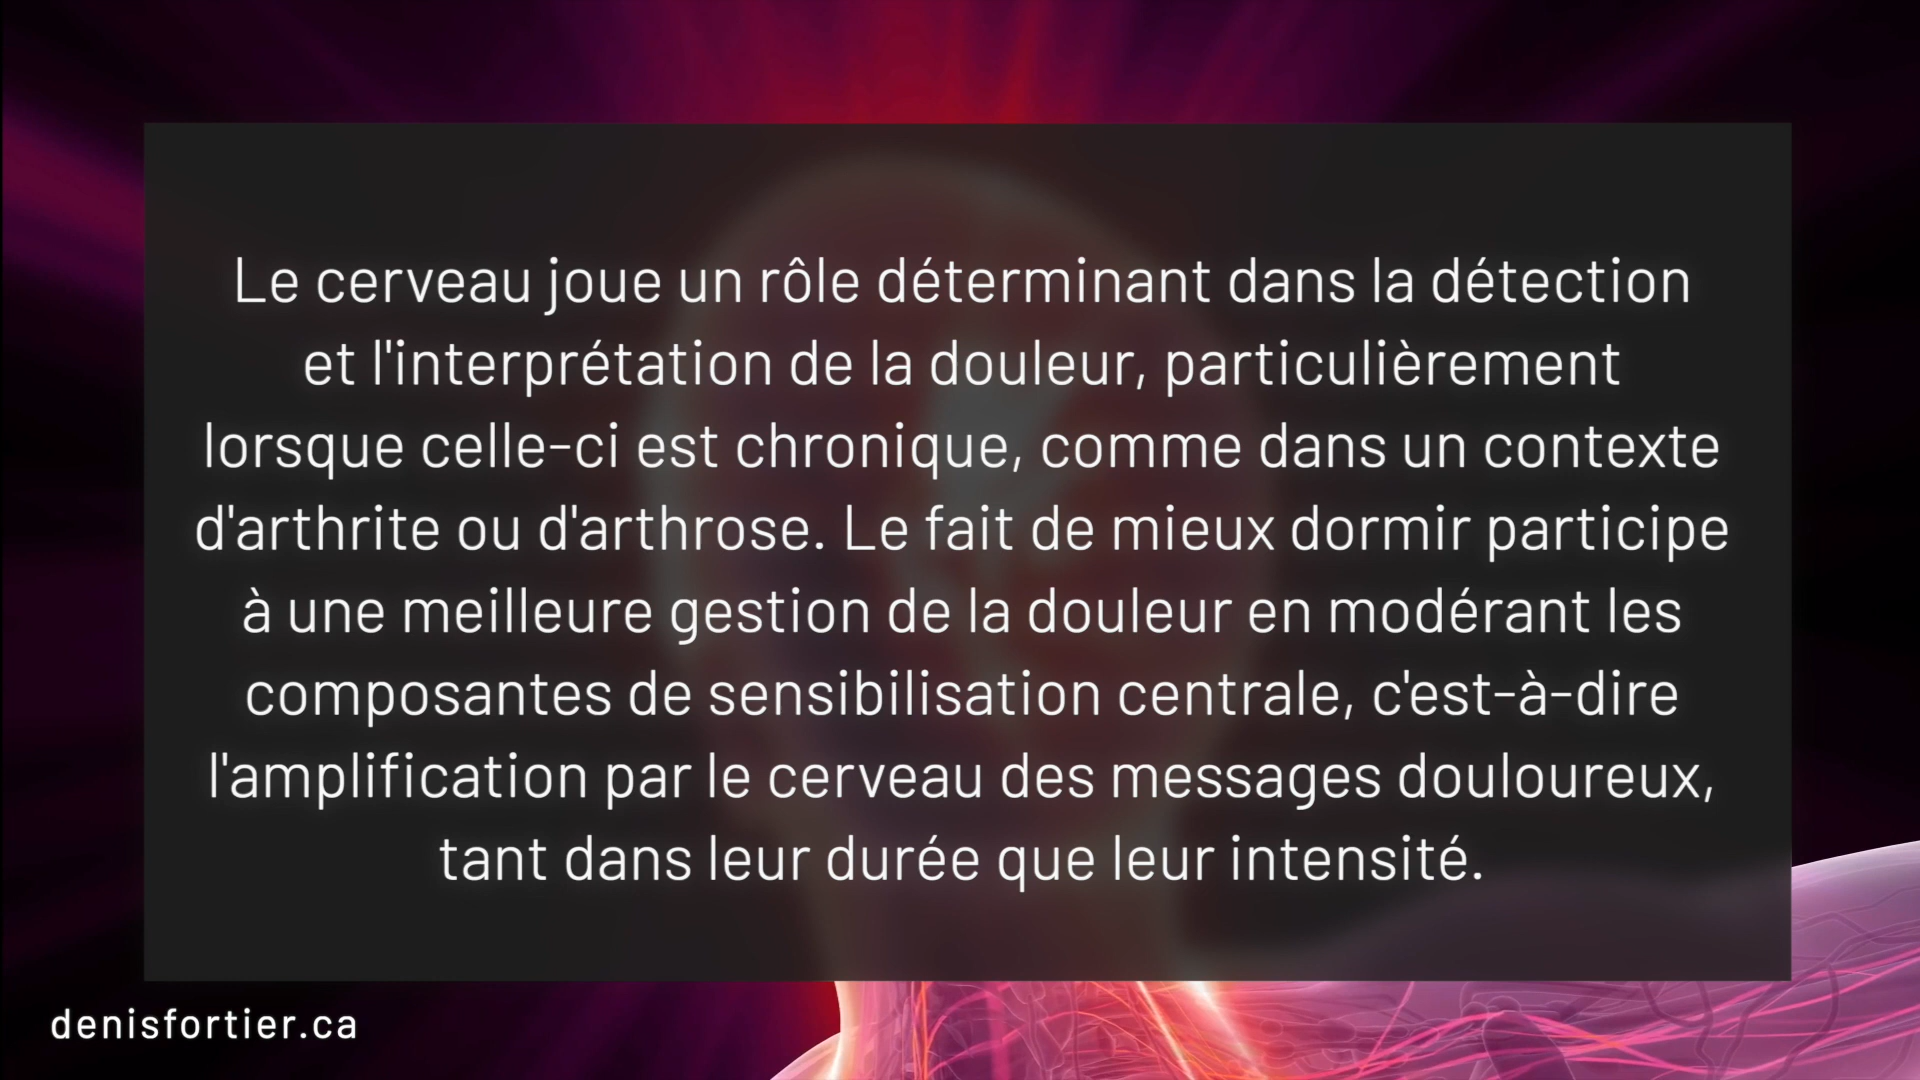 Le cerveau joue un rôle déterminant dans la détection
et l'interprétation de la douleur, particulièrement
lorsque celle-ci est chronique, comme dans un contexte
d'arthrite ou d'arthrose. Le fait de mieux dormir participe
à une meilleure gestion de la douleur en modérant les
composantes de sensibilisation centrale, c'est-à-dire
l'amplification par le cerveau des messages douloureux,
tant dans leur durée que leur intensité.
denisfortier.ca